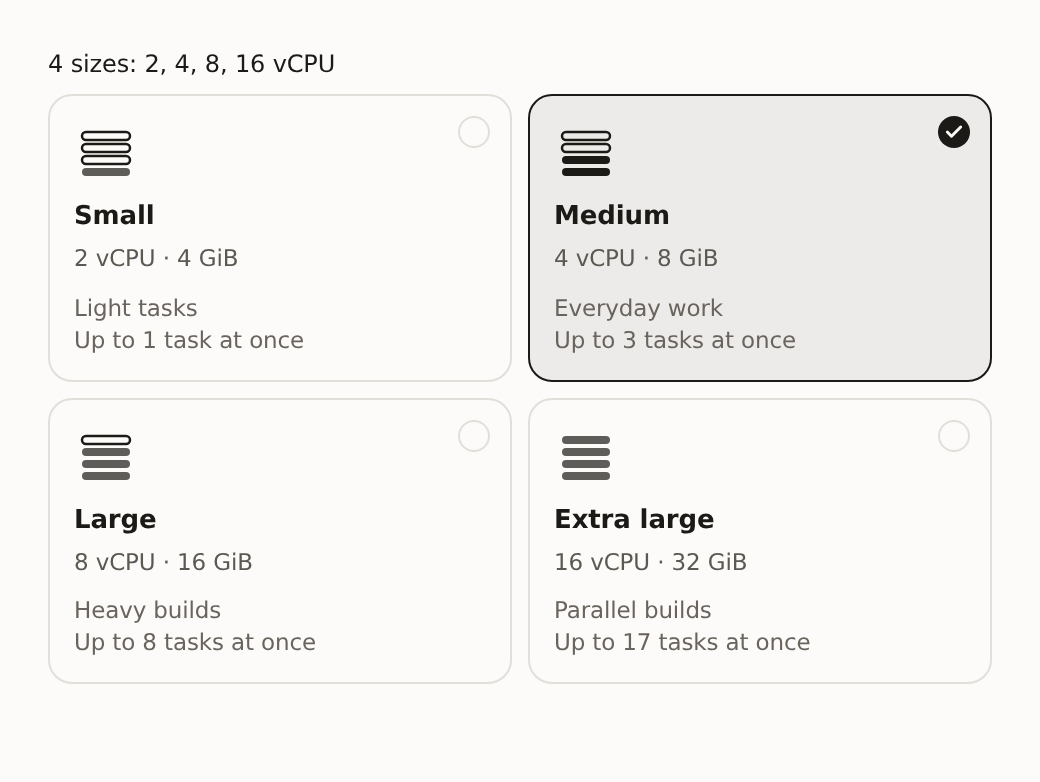 4 sizes: 2, 4, 8, 16 vCPU
Small
2 vCPU · 4 GiB
Light tasks
Up to 1 task at once
Medium
4 vCPU · 8 GiB
Everyday work
Up to 3 tasks at once
Large
8 vCPU · 16 GiB
Heavy builds
Up to 8 tasks at once
Extra large
16 vCPU · 32 GiB
Parallel builds
Up to 17 tasks at once